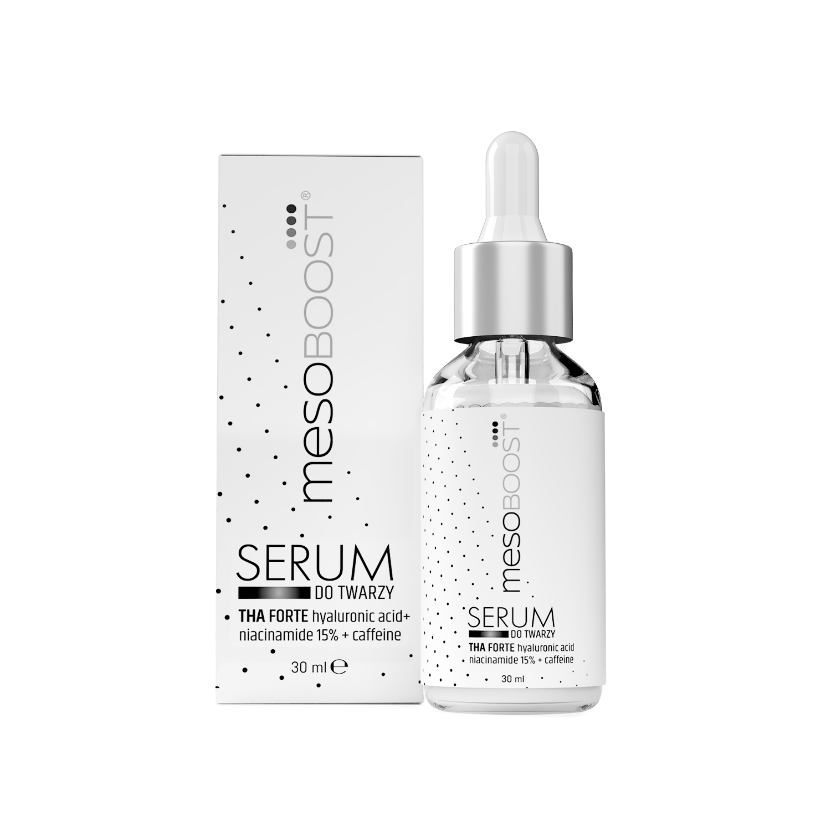 mesoBOOST®
SERUM
DO TWARZY
THA FORTE hyaluronic acid+
niacinamide 15% + caffeine
30 ml ℮
mesoBOOST®
SERUM
DO TWARZY
THA FORTE hyaluronic acid
niacinamide 15% + caffeine
30 ml